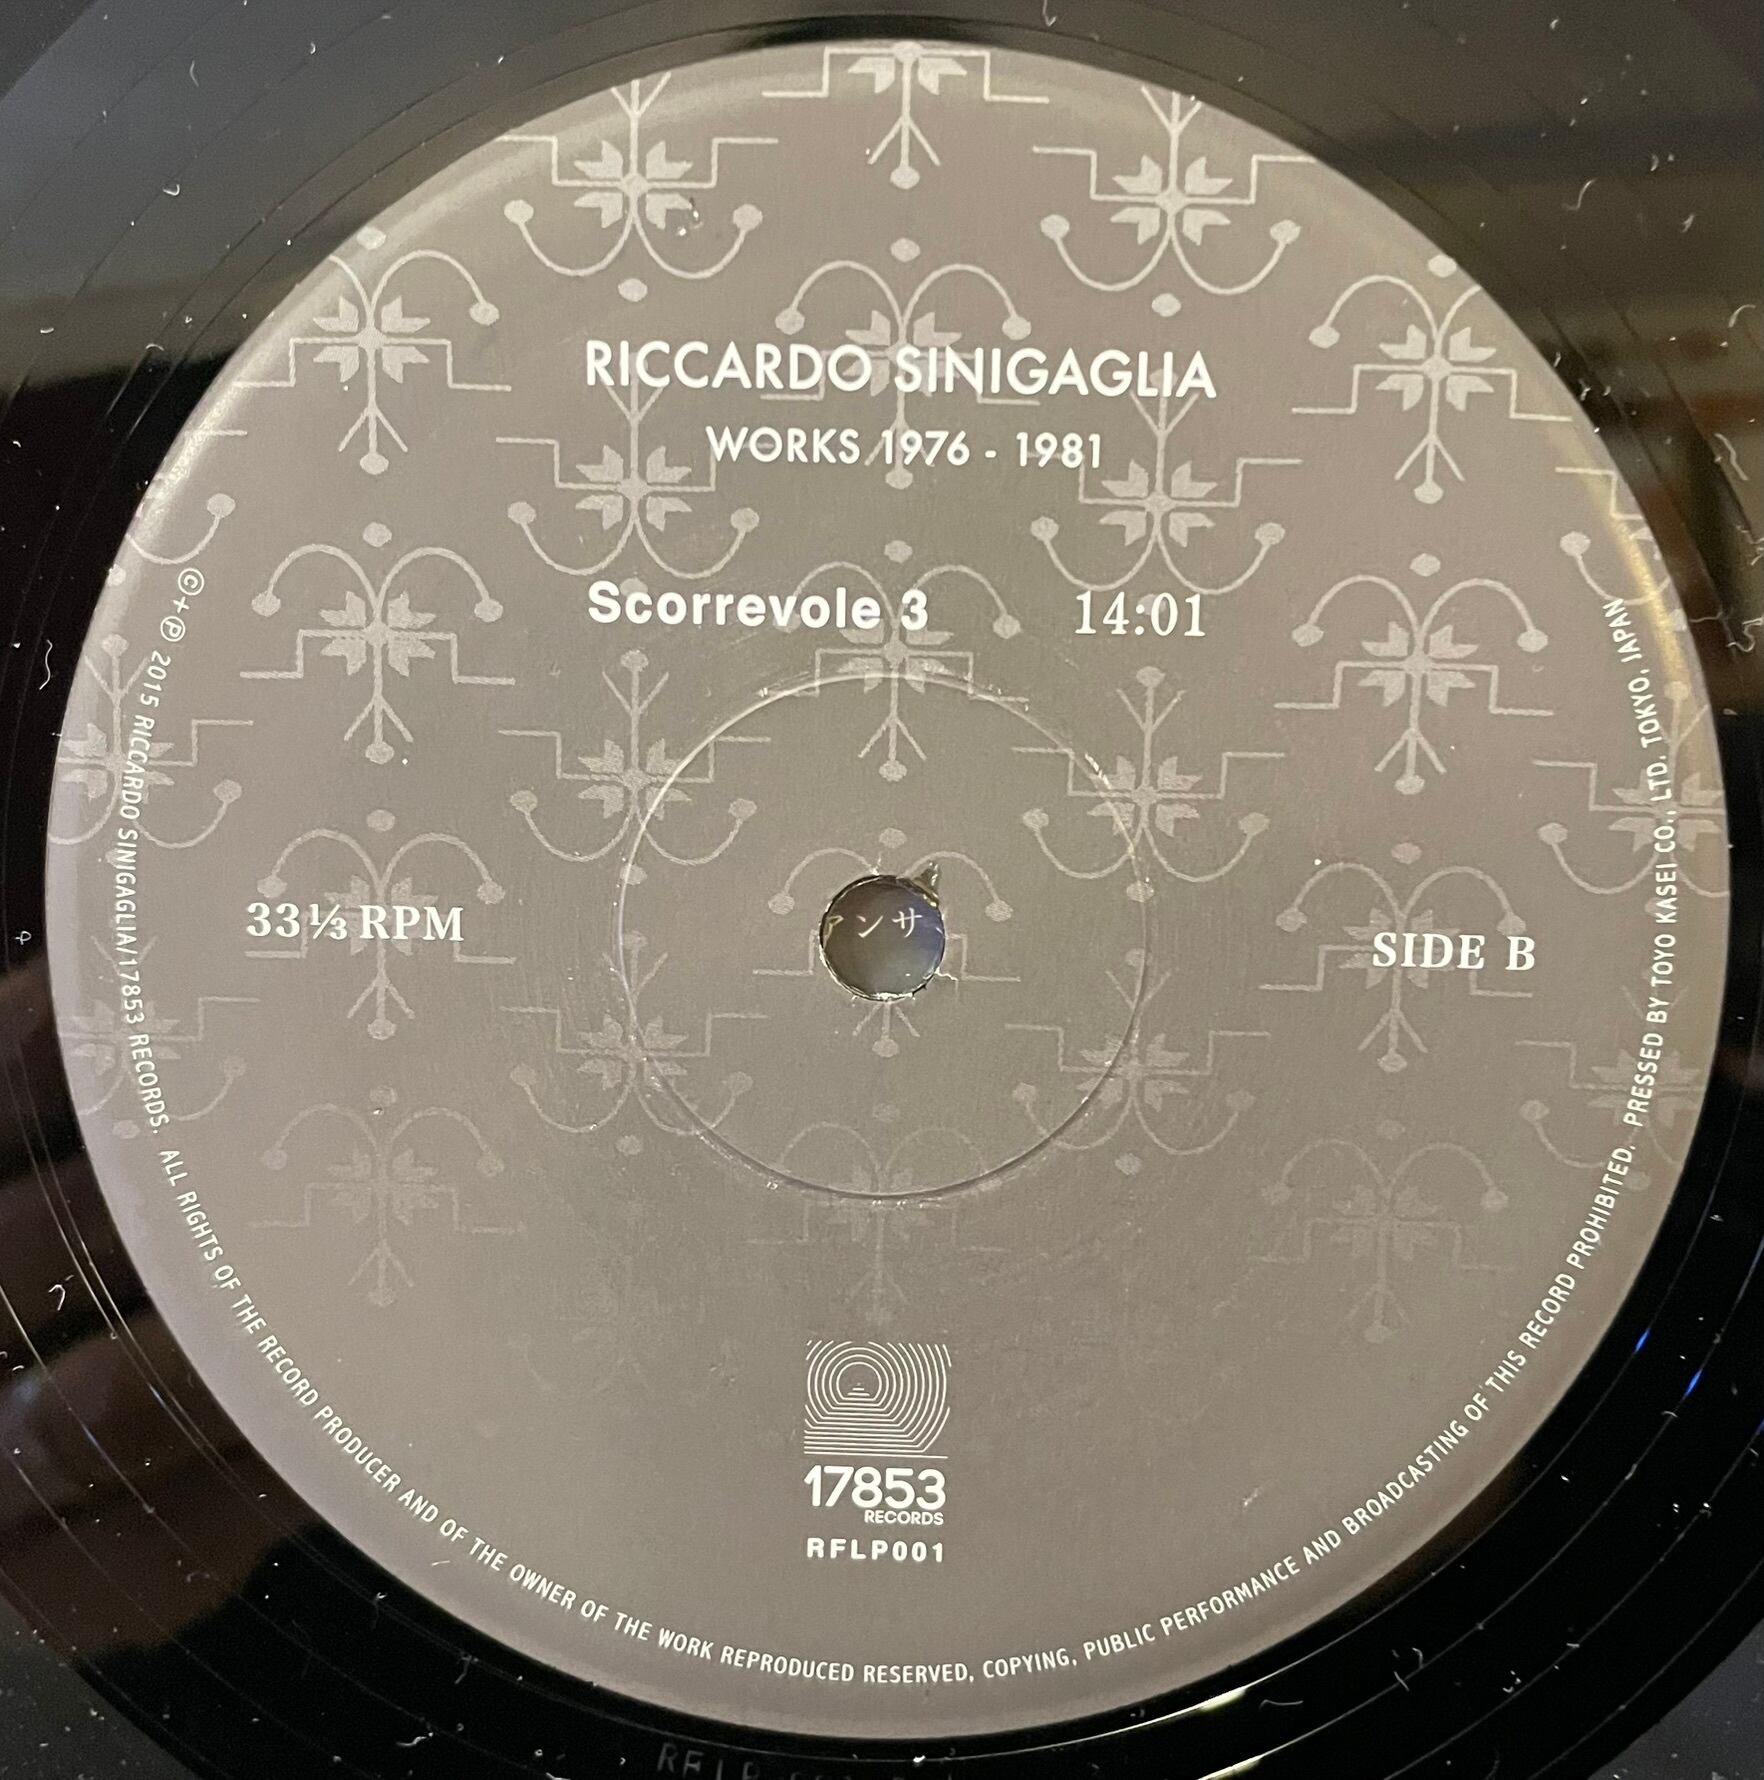 RICCARDO SINIGAGLIA
WORKS 1976 - 1981
Scorrevole 3 14:01
33⅓ RPM
ンサ
SIDE B
17853
RECORDS
RFLP001
©+℗ 2015 RICCARDO SINIGAGLIA/17853 RECORDS. ALL RIGHTS OF THE RECORD PRODUCER AND OF THE OWNER OF THE WORK REPRODUCED RESERVED, COPYING, PUBLIC PERFORMANCE AND BROADCASTING OF THIS RECORD PROHIBITED. PRESSED BY TOYO KASEI CO., LTD. TOKYO, JAPAN